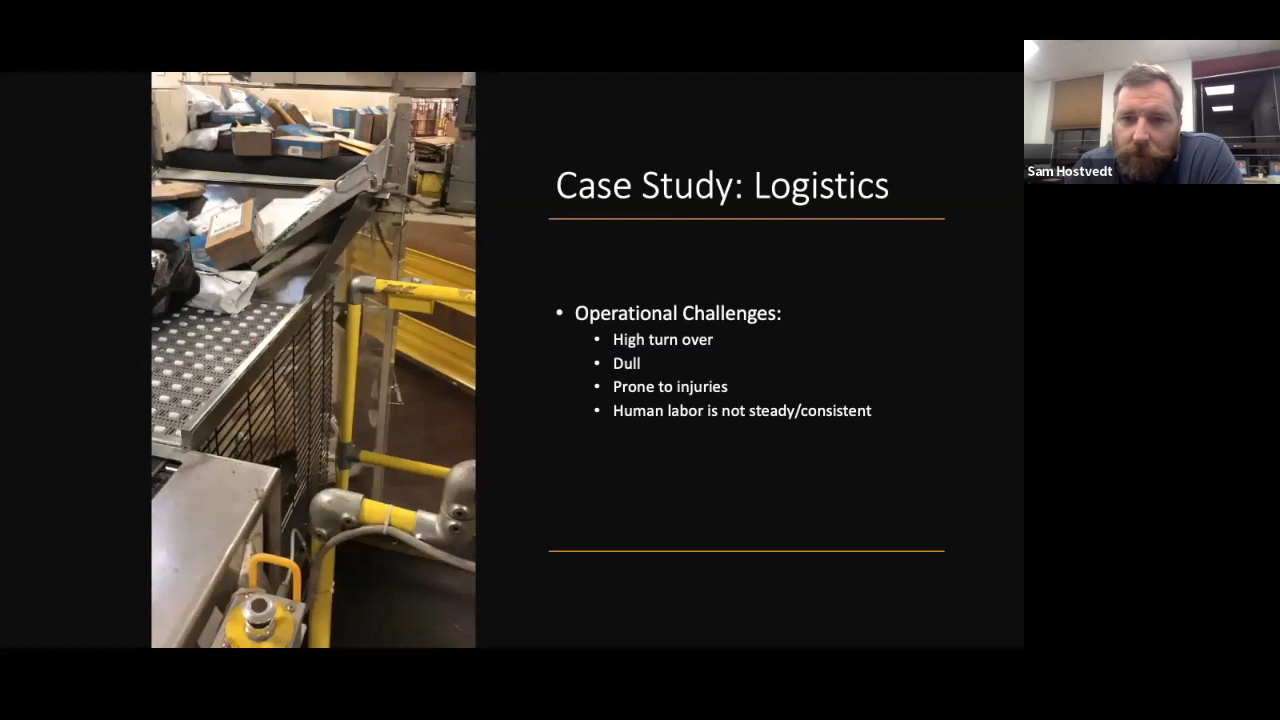 Case Study: Logistics
• Operational Challenges:
• High turn over
• Dull
• Prone to injuries
• Human labor is not steady/consistent
Sam Hostvedt